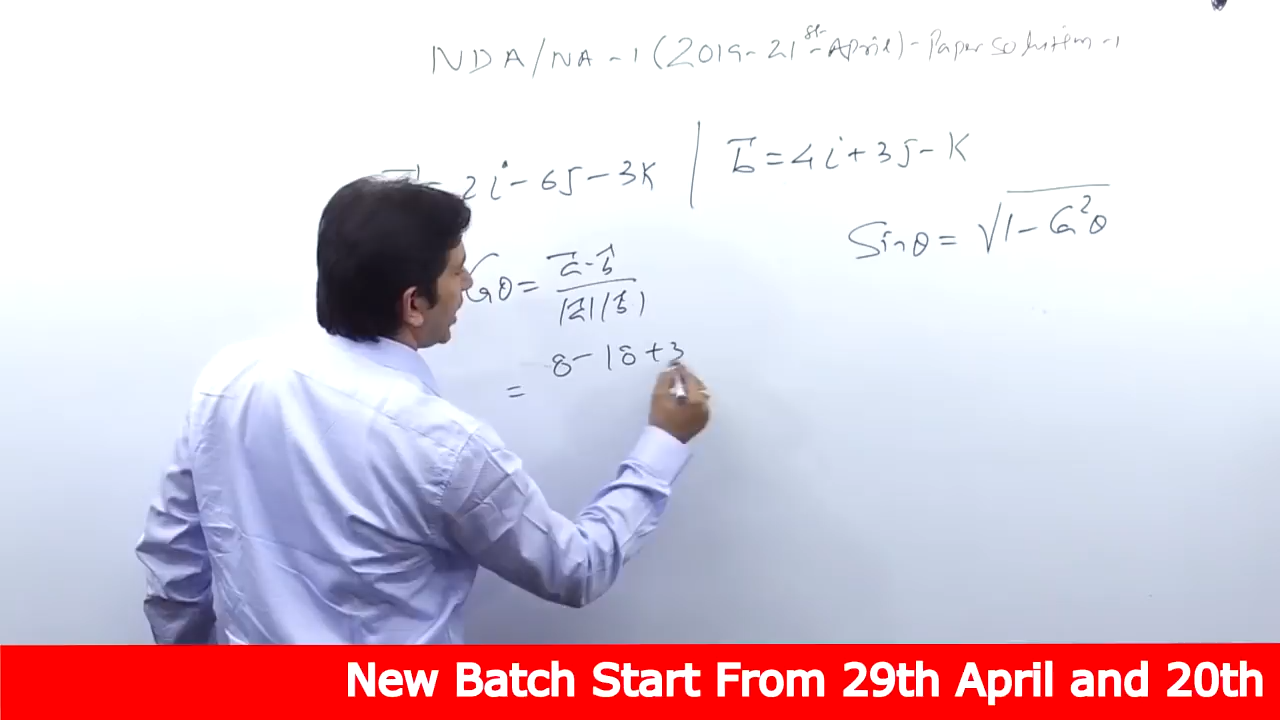 NDA/NA-1 (2019-21st-April)-Paper solution-1
2i-6j-3k | b̄=4i+3j-k
Sinθ = √1-Cos²θ
Cosθ = ā·b̄ / |ā||b̄|
= 8-18+3
New Batch Start From 29th April and 20th